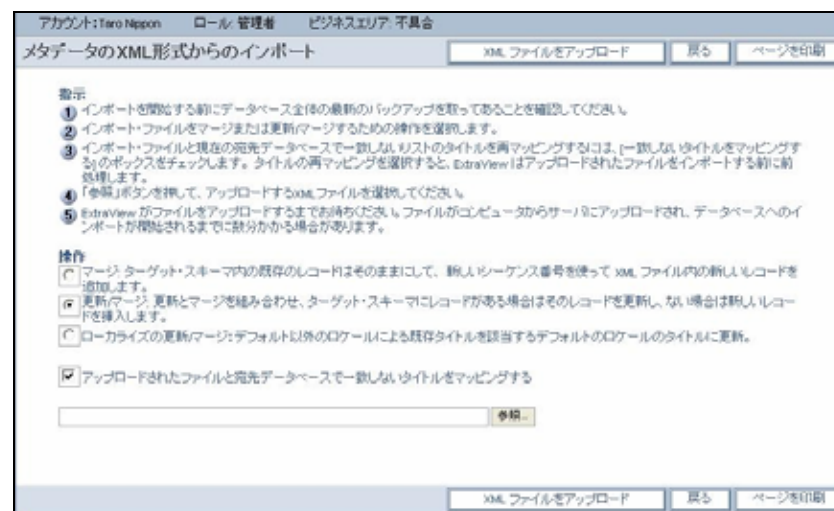 アカウント:Taro Nippon ロール: 管理者 ビジネスエリア: 不具合
メタデータのXML形式からのインポート XML ファイルをアップロード 戻る ページを印刷
指示
1 インポートを開始する前にデータベース全体の最新のバックアップを取ってあることを確認してください。
2 インポート・ファイルをマージまたは更新/マージするための操作を選択します。
3 インポート・ファイルと現在の宛先データベースで一致しないリストのタイトルを再マッピングするには、[一致しないタイトルをマッピングす
る]のボックスをチェックします。タイトルの再マッピングを選択すると、ExtraView はアップロードされたファイルをインポートする前に前
処理します。
4 「参照」ボタンを押して、アップロードするXML ファイルを選択してください。
5 ExtraView がファイルをアップロードするまでお待ちください。ファイルがコンピュータからサーバにアップロードされ、データベースへのイ
ンポートが開始されるまでに数分かかる場合があります。
操作
マージ: ターゲット・スキーマ内の既存のレコードはそのままにして、新しいシーケンス番号を使って XML ファイル内の新しいレコードを
追加します。
更新/マージ: 更新とマージを組み合わせ、ターゲット・スキーマにレコードがある場合はそのレコードを更新し、ない場合は新しいレコー
ドを挿入します。
ローカライズの更新/マージ: デフォルト以外のロケールによる既存タイトルを該当するデフォルトのロケールのタイトルに更新。
アップロードされたファイルと宛先データベースで一致しないタイトルをマッピングする
参照...
XML ファイルをアップロード 戻る ページを印刷